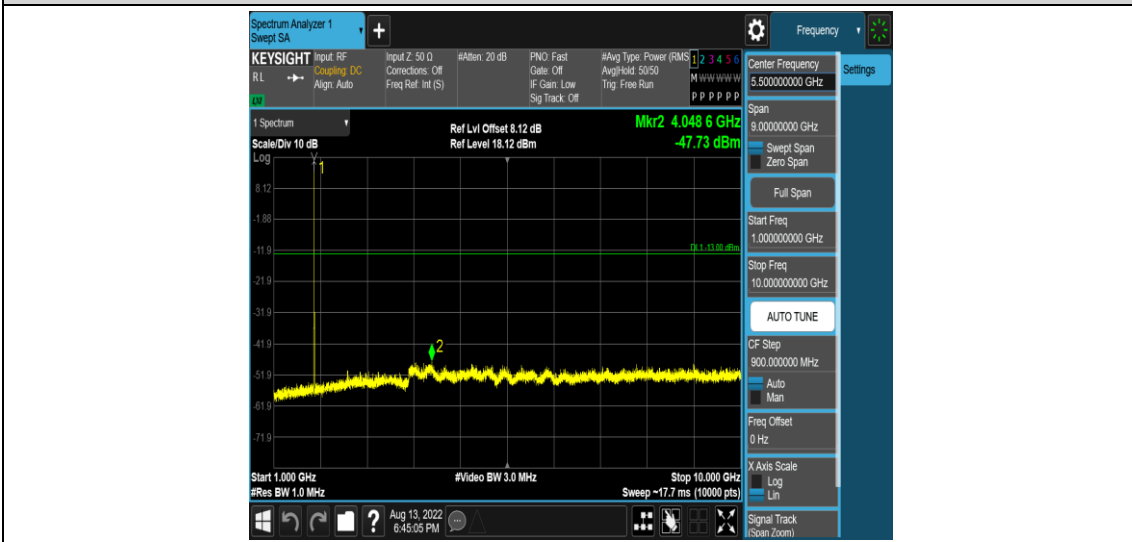 Spectrum Analyzer 1
Swept SA
+
Frequency
KEYSIGHT
RL
LXI
Input: RF
Coupling: DC
Align: Auto
Input Z: 50 Ω
Corrections: Off
Freq Ref: Int (S)
#Atten: 20 dB
PNO: Fast
Gate: Off
IF Gain: Low
Sig Track: Off
#Avg Type: Power (RMS
Avg|Hold: 50/50
Trig: Free Run
1 2 3 4 5 6
M W W W W W
P P P P P P
Center Frequency
5.500000000 GHz
Settings
Span
9.00000000 GHz
Swept Span
Zero Span
Full Span
Start Freq
1.000000000 GHz
Stop Freq
10.000000000 GHz
AUTO TUNE
CF Step
900.000000 MHz
Auto
Man
Freq Offset
0 Hz
X Axis Scale
Log
Lin
Signal Track
(Span Zoom)
1 Spectrum
Scale/Div 10 dB
Log
Ref Lvl Offset 8.12 dB
Ref Level 18.12 dBm
Mkr2 4.048 6 GHz
-47.73 dBm
1
8.12
-1.88
-11.9
DL1 -13.00 dBm
-21.9
-31.9
-41.9
2
-51.9
-61.9
-71.9
Start 1.000 GHz
#Video BW 3.0 MHz
Stop 10.000 GHz
#Res BW 1.0 MHz
Sweep ~17.7 ms (10000 pts)
?
Aug 13, 2022
6:45:05 PM